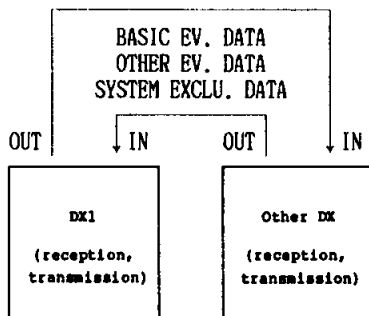 BASIC EV. DATA
OTHER EV. DATA
SYSTEM EXCLU. DATA
OUT IN OUT IN
DX1 Other DX
(reception, (reception,
transmission) transmission)